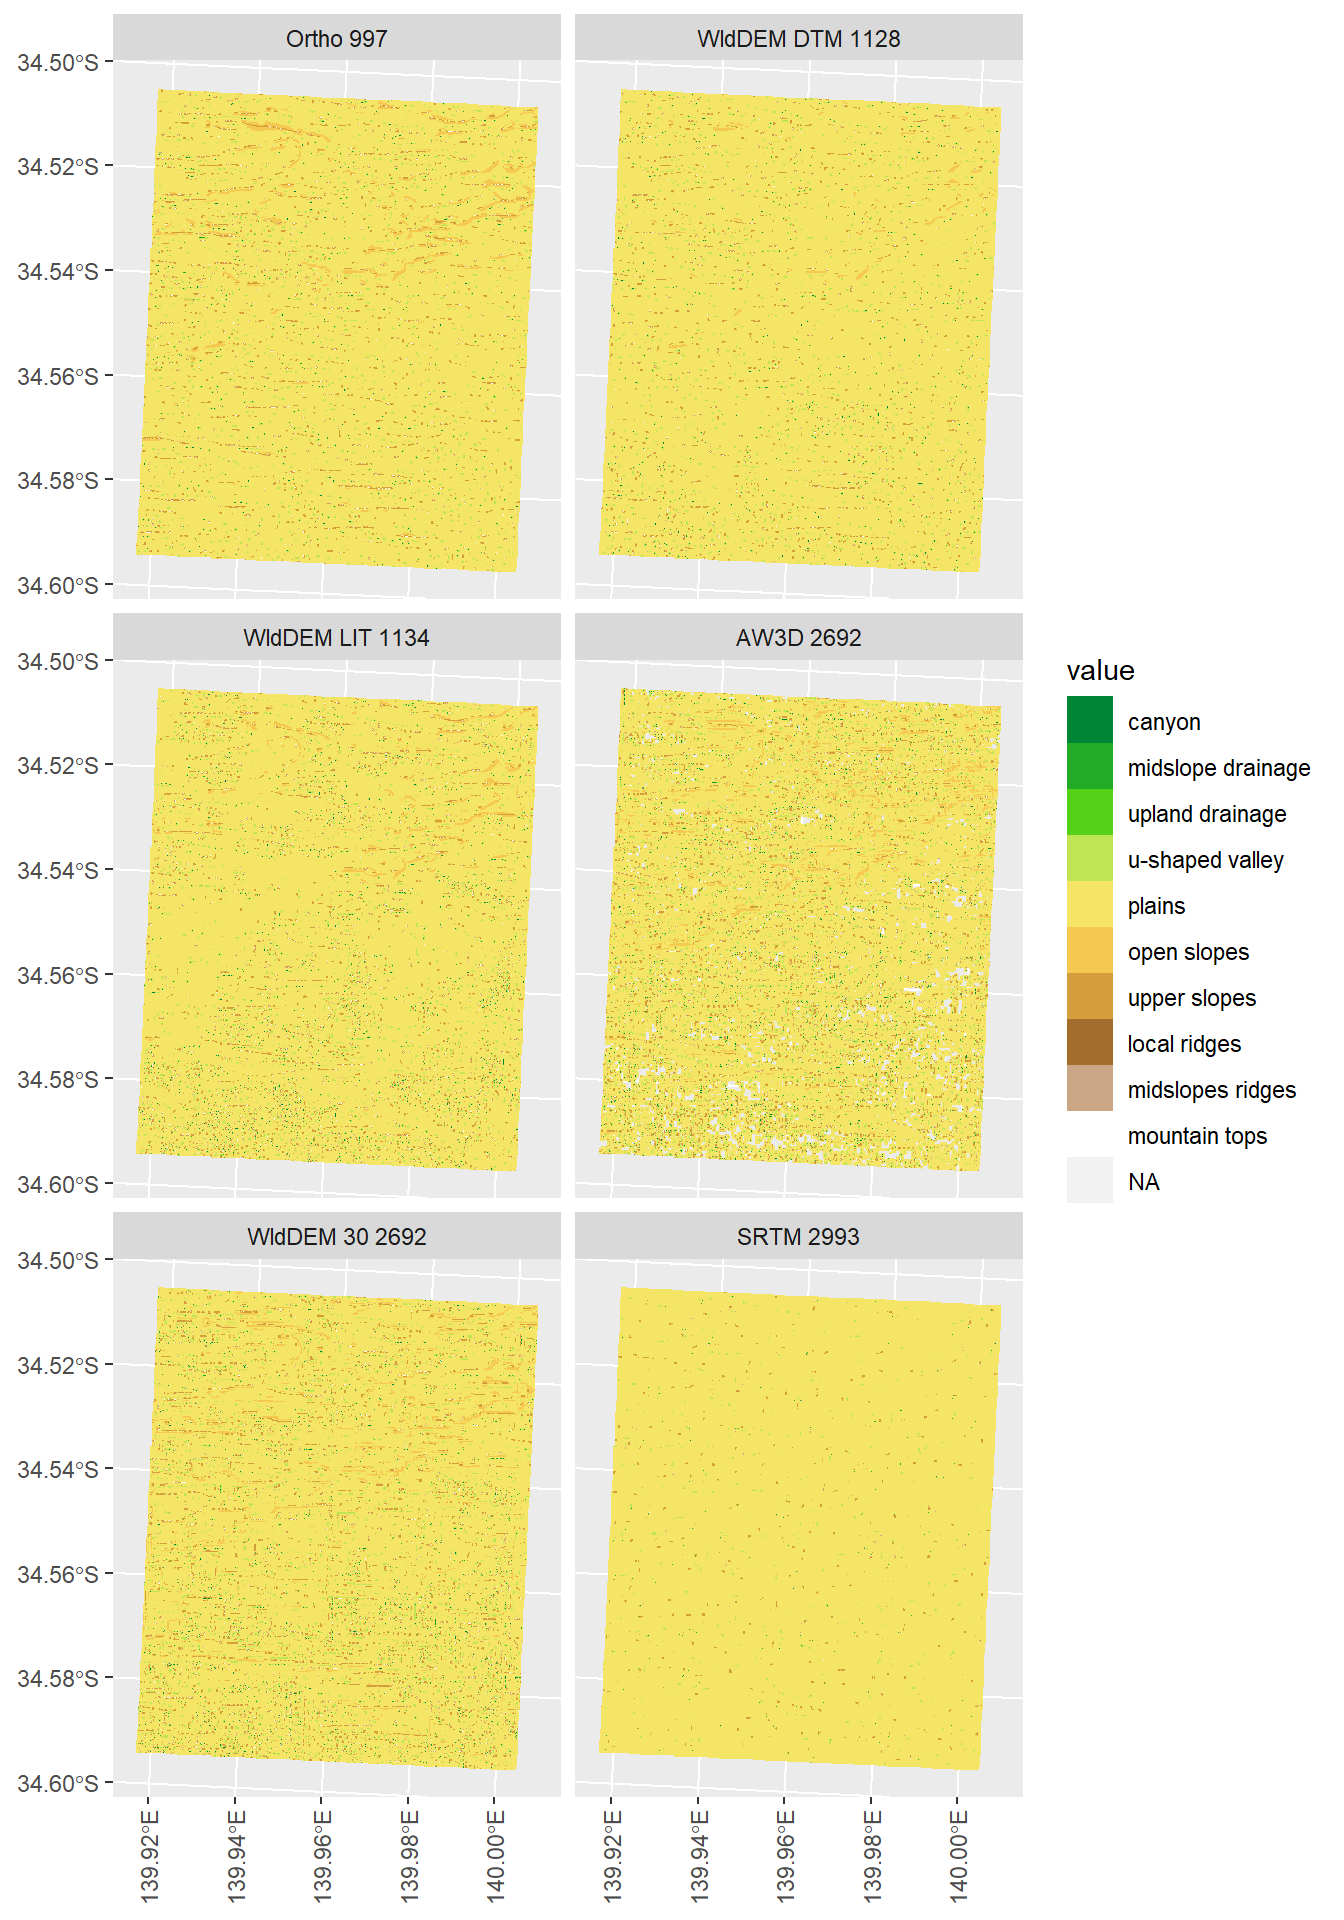 Ortho 997
WldDEM DTM 1128
34.50°S
34.52°S
34.54°S
34.56°S
34.58°S
34.60°S
WldDEM LIT 1134
AW3D 2692
34.50°S
34.52°S
34.54°S
34.56°S
34.58°S
34.60°S
WldDEM 30 2692
SRTM 2993
34.50°S
34.52°S
34.54°S
34.56°S
34.58°S
34.60°S
139.92°E
139.94°E
139.96°E
139.98°E
140.00°E
139.92°E
139.94°E
139.96°E
139.98°E
140.00°E
value
canyon
midslope drainage
upland drainage
u-shaped valley
plains
open slopes
upper slopes
local ridges
midslopes ridges
mountain tops
NA